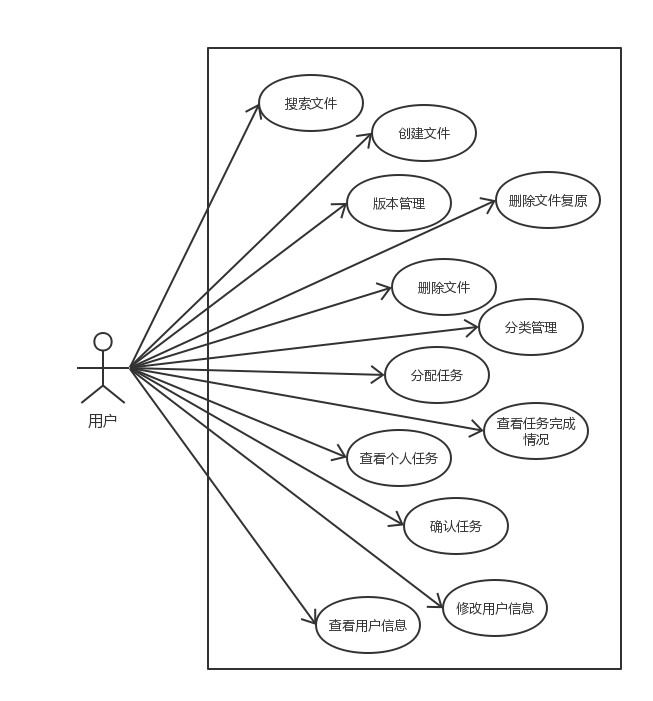 搜索文件
创建文件
版本管理
删除文件复原
删除文件
分类管理
分配任务
用户
查看任务完成
情况
查看个人任务
确认任务
修改用户信息
查看用户信息